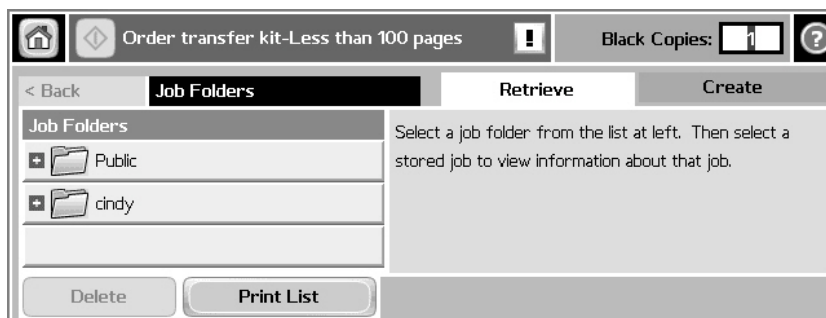 Order transfer kit-Less than 100 pages ! Black Copies: 1 ?
< Back Job Folders Retrieve Create
Job Folders
Public
cindy
Select a job folder from the list at left. Then select a
stored job to view information about that job.
Delete Print List